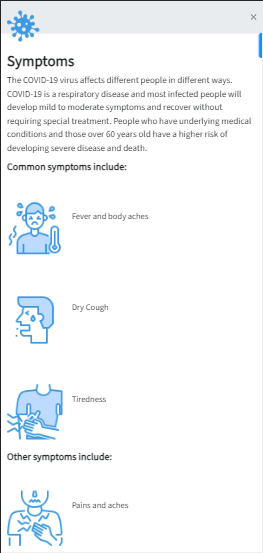 ×
Symptoms
The COVID-19 virus affects different people in different ways.
COVID-19 is a respiratory disease and most infected people will
develop mild to moderate symptoms and recover without
requiring special treatment. People who have underlying medical
conditions and those over 60 years old have a higher risk of
developing severe disease and death.
Common symptoms include:
Fever and body aches
Dry Cough
Tiredness
Other symptoms include:
Pains and aches